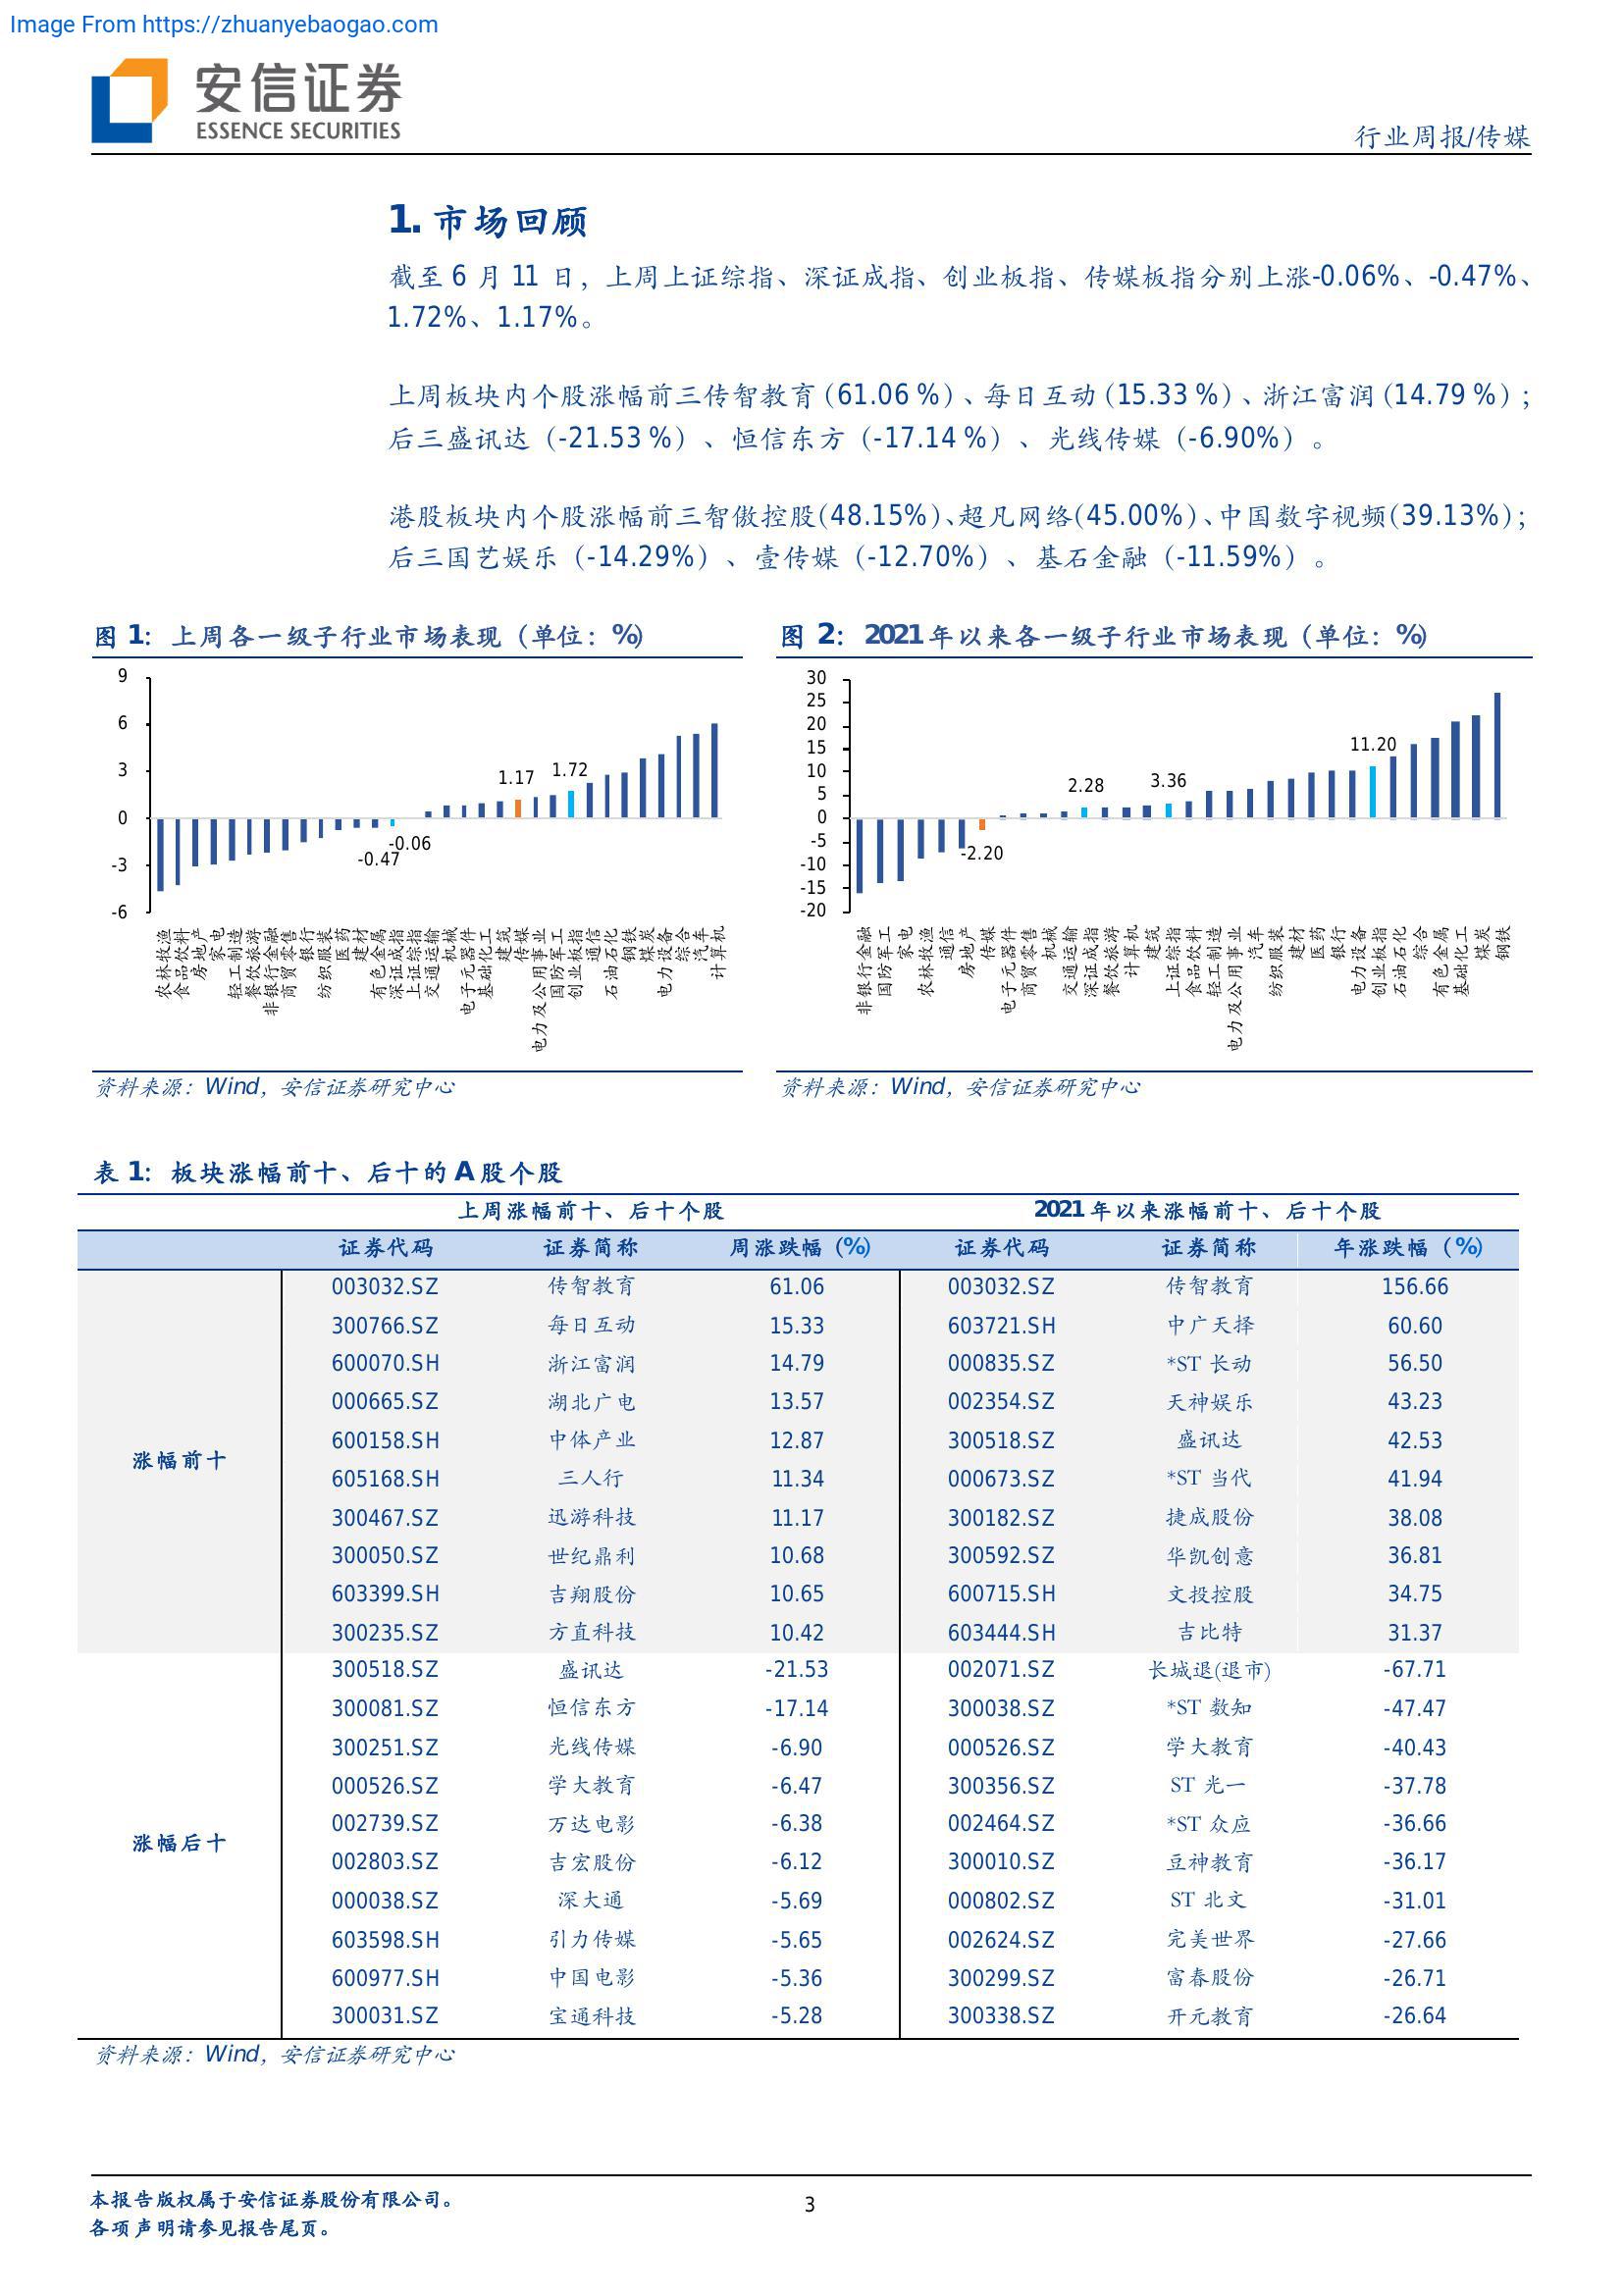 Image From https://zhuanyebaogao.com
安信证券
ESSENCE SECURITIES
行业周报/传媒
1. 市场回顾
截至 6 月 11 日，上周上证综指、深证成指、创业板指、传媒板指分别上涨-0.06%、-0.47%、
1.72%、1.17%。
上周板块内个股涨幅前三传智教育（61.06 %）、每日互动（15.33 %）、浙江富润（14.79 %）；
后三盛讯达（-21.53 %）、恒信东方（-17.14 %）、光线传媒（-6.90%）。
港股板块内个股涨幅前三智傲控股(48.15%)、超凡网络(45.00%)、中国数字视频(39.13%)；
后三国艺娱乐（-14.29%）、壹传媒（-12.70%）、基石金融（-11.59%）。
图 1：上周各一级子行业市场表现（单位：%）
9
6
3
0
-3
-6
1.17
1.72
-0.06
-0.47
农林牧渔 食品饮料 房地产 家电 轻工制造 餐饮旅游 非银行金融 商贸零售 银行 纺织服装 医药 建材 有色金属 深证成指 上证综指 交通运输 机械 电子元器件 基础化工 建筑 传媒 电力及公用事业 国防军工 创业板指 通信 石油石化 钢铁 煤炭 电力设备 综合 汽车 计算机
资料来源：Wind，安信证券研究中心
图 2：2021 年以来各一级子行业市场表现（单位：%）
30
25
20
15
10
5
0
-5
-10
-15
-20
11.20
2.28
3.36
-2.20
非银行金融 国防军工 家电 农林牧渔 通信 房地产 传媒 电子元器件 商贸零售 机械 交通运输 深证成指 餐饮旅游 计算机 建筑 上证综指 食品饮料 轻工制造 电力及公用事业 汽车 纺织服装 建材 医药 银行 电力设备 创业板指 石油石化 综合 有色金属 基础化工 煤炭 钢铁
资料来源：Wind，安信证券研究中心
表 1：板块涨幅前十、后十的 A 股个股
上周涨幅前十、后十个股 2021 年以来涨幅前十、后十个股
证券代码 证券简称 周涨跌幅（%） 证券代码 证券简称 年涨跌幅（%）
涨幅前十
003032.SZ 传智教育 61.06 003032.SZ 传智教育 156.66
300766.SZ 每日互动 15.33 603721.SH 中广天择 60.60
600070.SH 浙江富润 14.79 000835.SZ *ST 长动 56.50
000665.SZ 湖北广电 13.57 002354.SZ 天神娱乐 43.23
600158.SH 中体产业 12.87 300518.SZ 盛讯达 42.53
605168.SH 三人行 11.34 000673.SZ *ST 当代 41.94
300467.SZ 迅游科技 11.17 300182.SZ 捷成股份 38.08
300050.SZ 世纪鼎利 10.68 300592.SZ 华凯创意 36.81
603399.SH 吉翔股份 10.65 600715.SH 文投控股 34.75
300235.SZ 方直科技 10.42 603444.SH 吉比特 31.37
涨幅后十
300518.SZ 盛讯达 -21.53 002071.SZ 长城退(退市) -67.71
300081.SZ 恒信东方 -17.14 300038.SZ *ST 数知 -47.47
300251.SZ 光线传媒 -6.90 000526.SZ 学大教育 -40.43
000526.SZ 学大教育 -6.47 300356.SZ ST 光一 -37.78
002739.SZ 万达电影 -6.38 002464.SZ *ST 众应 -36.66
002803.SZ 吉宏股份 -6.12 300010.SZ 豆神教育 -36.17
000038.SZ 深大通 -5.69 000802.SZ ST 北文 -31.01
603598.SH 引力传媒 -5.65 002624.SZ 完美世界 -27.66
600977.SH 中国电影 -5.36 300299.SZ 富春股份 -26.71
300031.SZ 宝通科技 -5.28 300338.SZ 开元教育 -26.64
资料来源：Wind，安信证券研究中心
本报告版权属于安信证券股份有限公司。
各项声明请参见报告尾页。
3